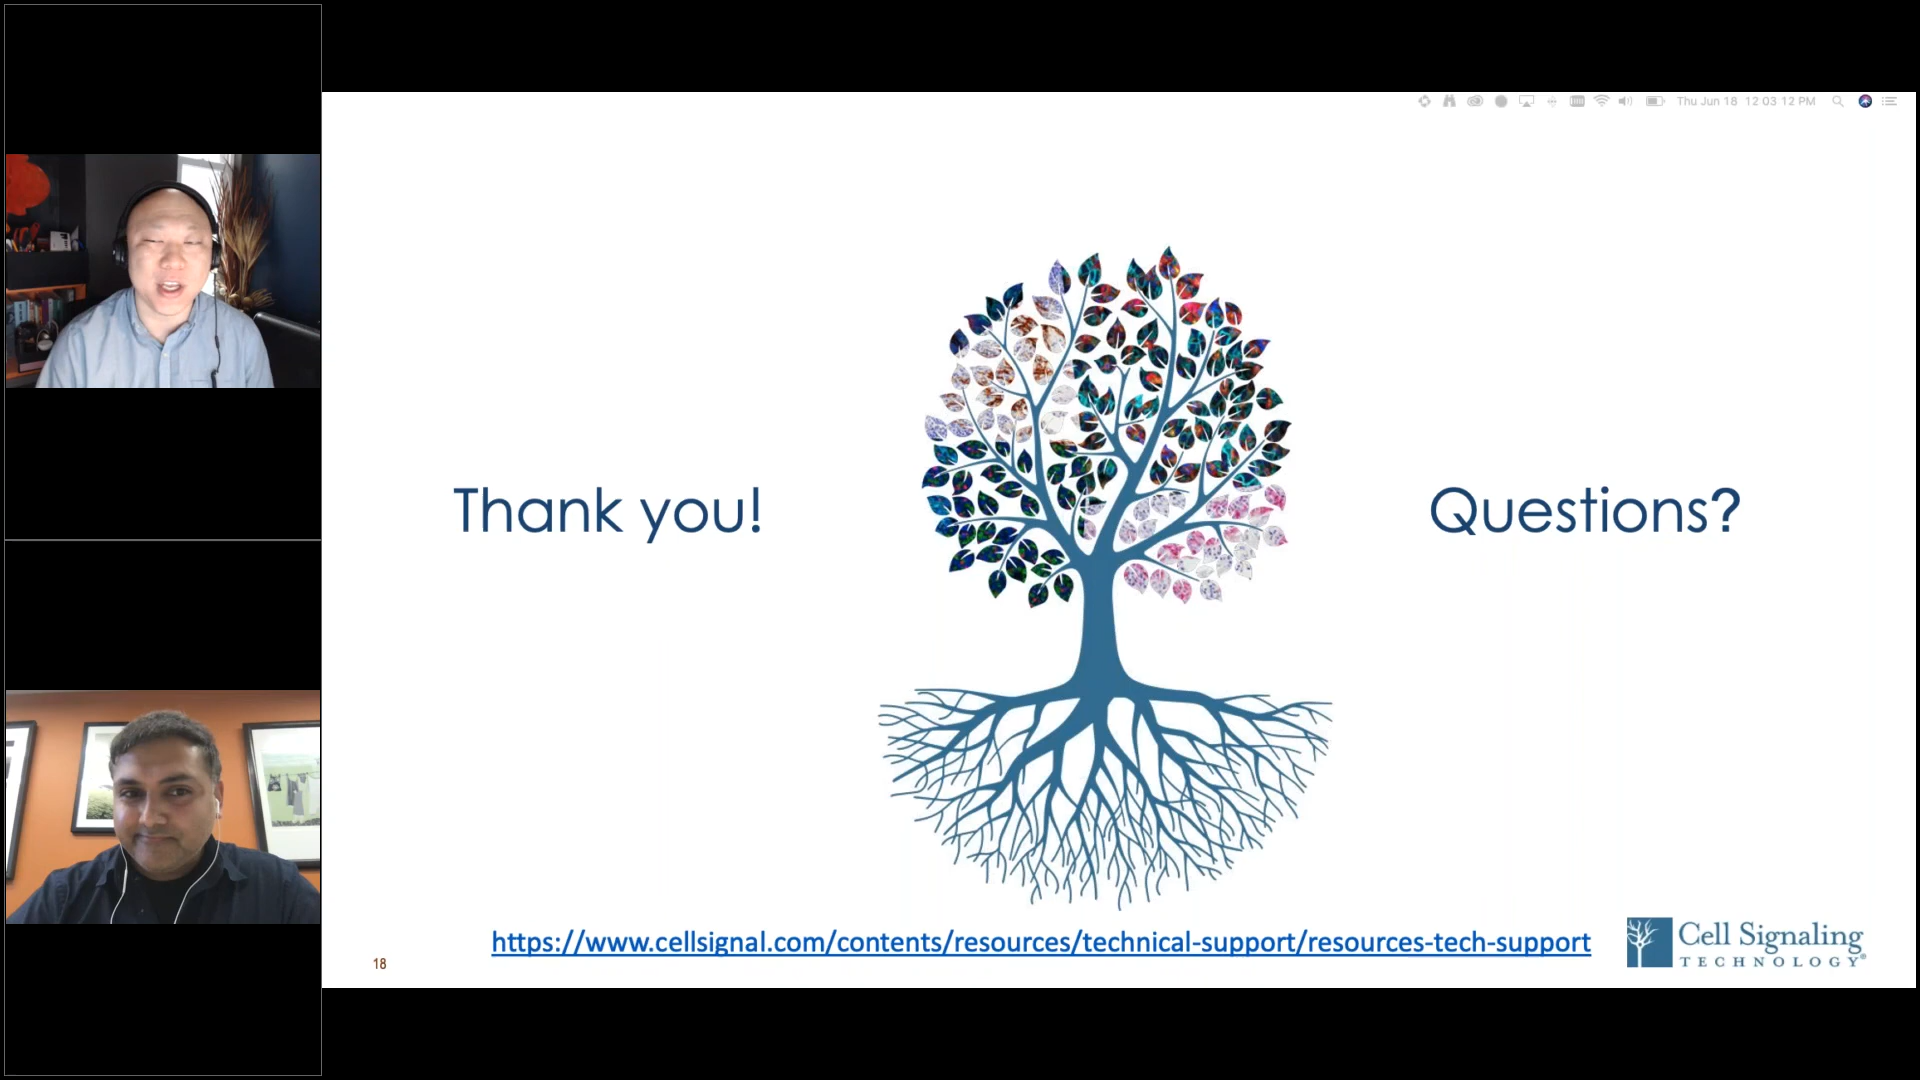 Thu Jun 18 12 03 12 PM
Thank you!
Questions?
https://www.cellsignal.com/contents/resources/technical-support/resources-tech-support
18
Cell Signaling
TECHNOLOGY®